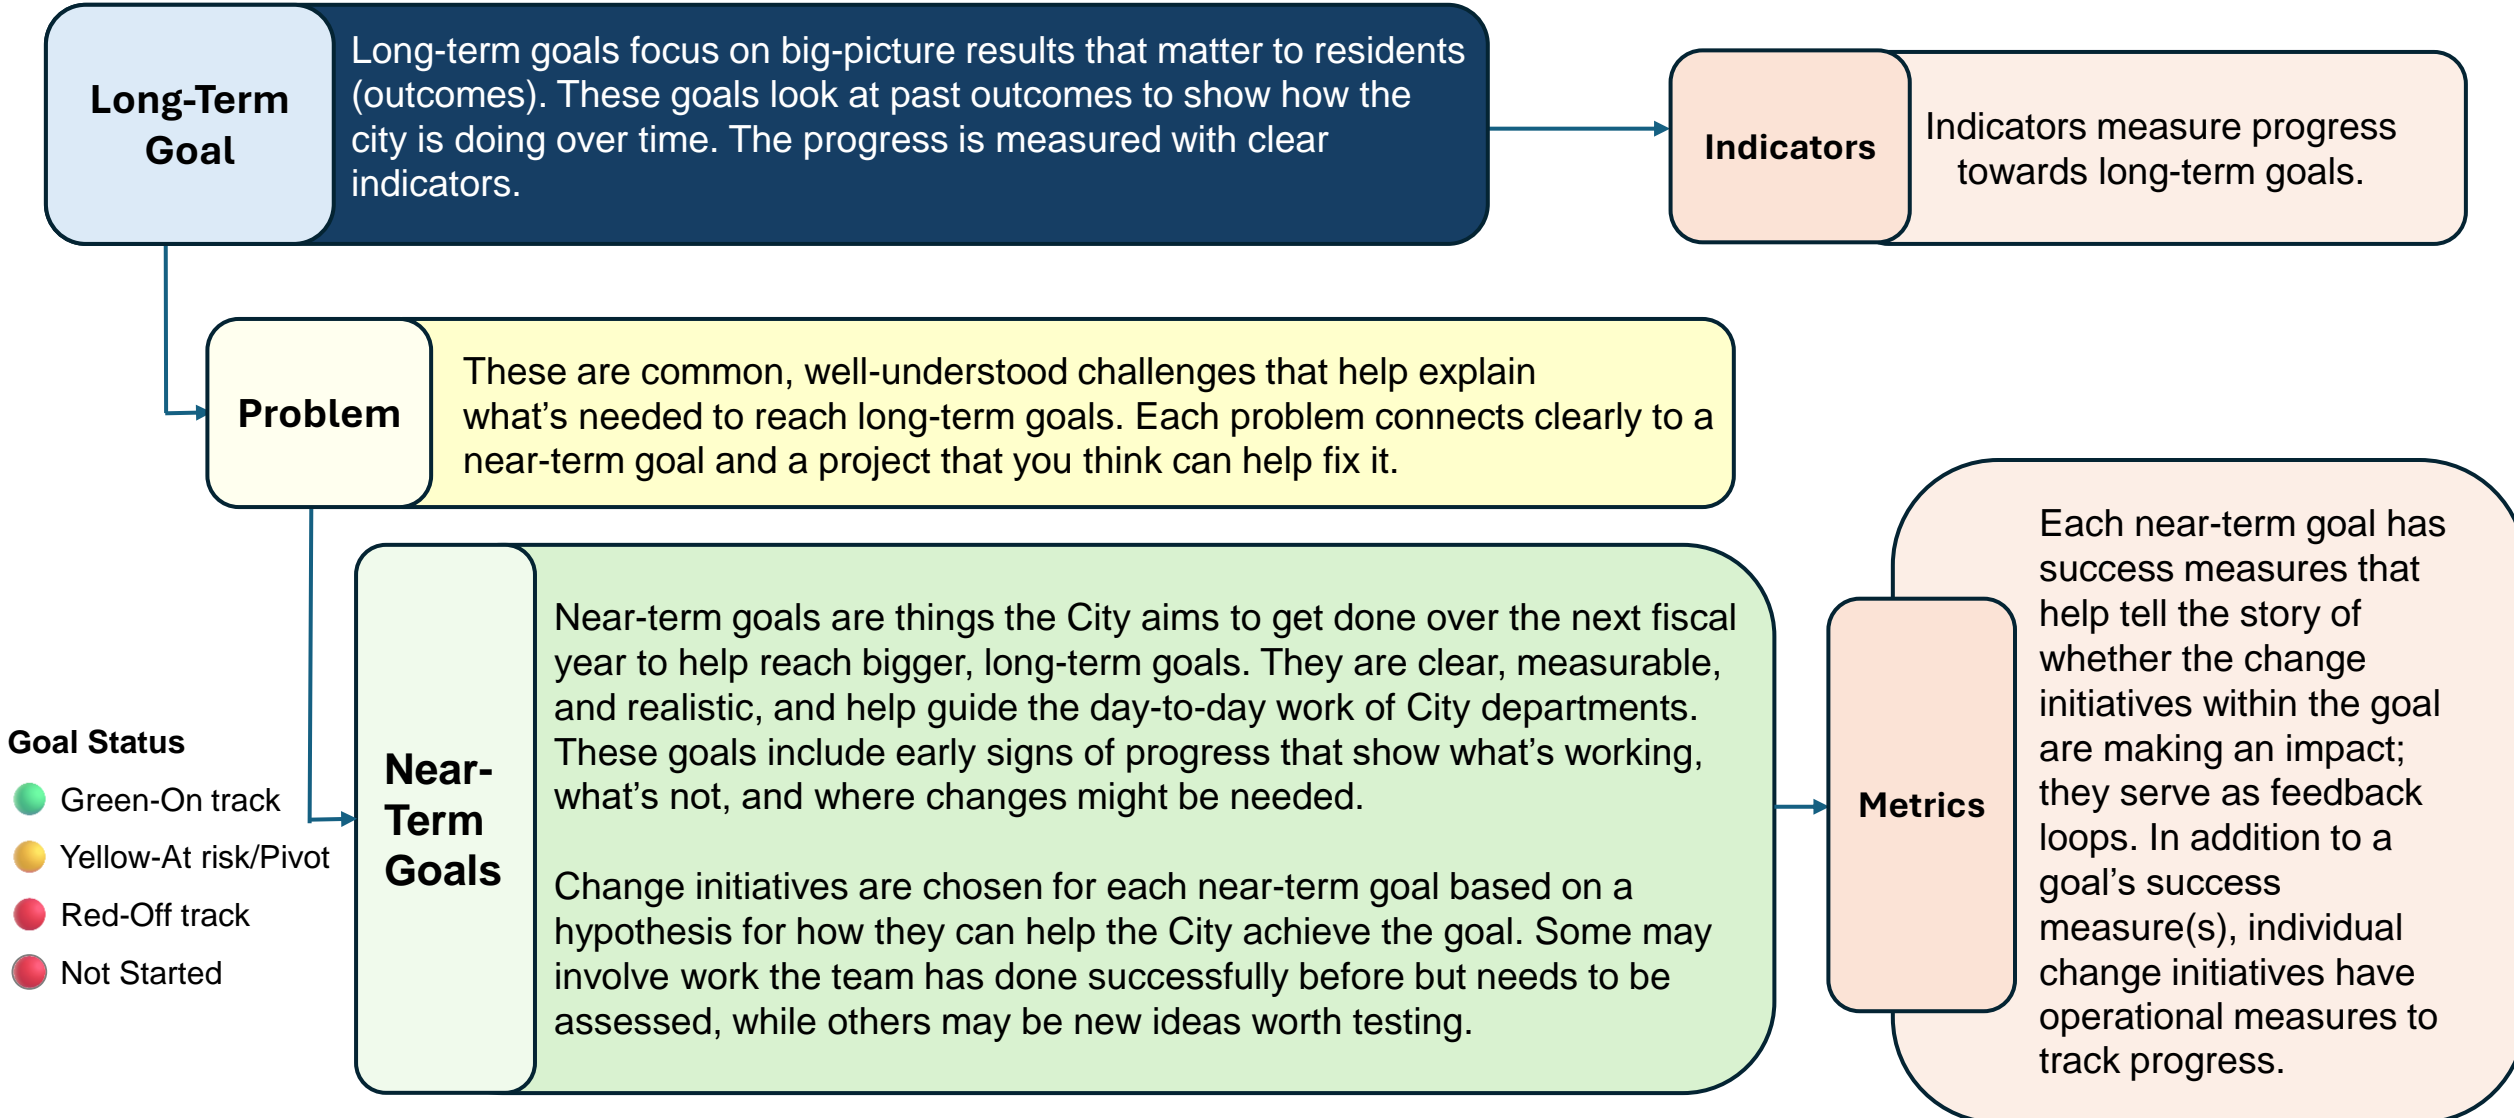 Long-Term
Goal
Long-term goals focus on big-picture results that matter to residents
(outcomes). These goals look at past outcomes to show how the
city is doing over time. The progress is measured with clear
indicators.
Indicators
Indicators measure progress
towards long-term goals.
Problem
These are common, well-understood challenges that help explain
what’s needed to reach long-term goals. Each problem connects clearly to a
near-term goal and a project that you think can help fix it.
Goal Status
Green-On track
Yellow-At risk/Pivot
Red-Off track
Not Started
Near-
Term
Goals
Near-term goals are things the City aims to get done over the next fiscal
year to help reach bigger, long-term goals. They are clear, measurable,
and realistic, and help guide the day-to-day work of City departments.
These goals include early signs of progress that show what’s working,
what’s not, and where changes might be needed.
Change initiatives are chosen for each near-term goal based on a
hypothesis for how they can help the City achieve the goal. Some may
involve work the team has done successfully before but needs to be
assessed, while others may be new ideas worth testing.
Metrics
Each near-term goal has
success measures that
help tell the story of
whether the change
initiatives within the goal
are making an impact;
they serve as feedback
loops. In addition to a
goal’s success
measure(s), individual
change initiatives have
operational measures to
track progress.